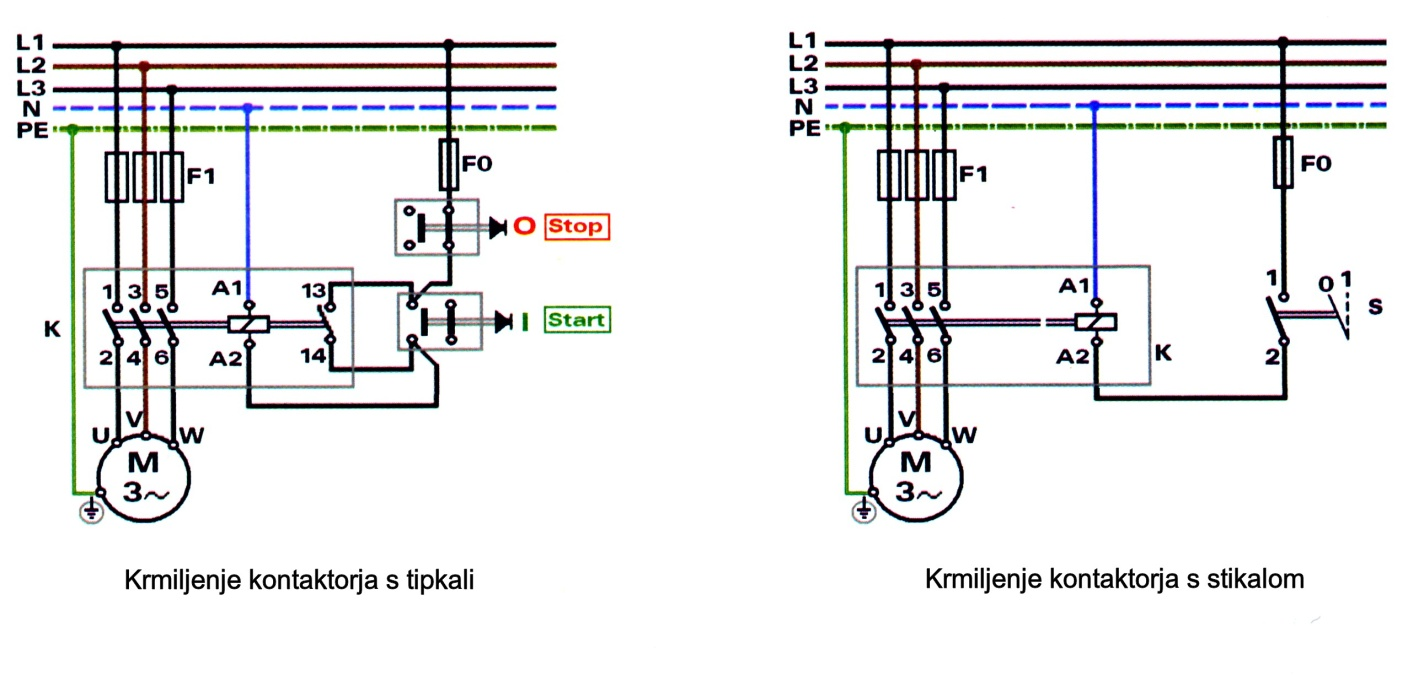 L1
L2
L3
N
PE
F1
F0
O Stop
1 3 5 A1 13
K
I Start
2 4 6 A2 14
U V W
M
3~
Krmiljenje kontaktorja s tipkali
L1
L2
L3
N
PE
F1
F0
1 3 5 A1
1 0 1
S
2 4 6 A2 K
2
U V W
M
3~
Krmiljenje kontaktorja s stikalom